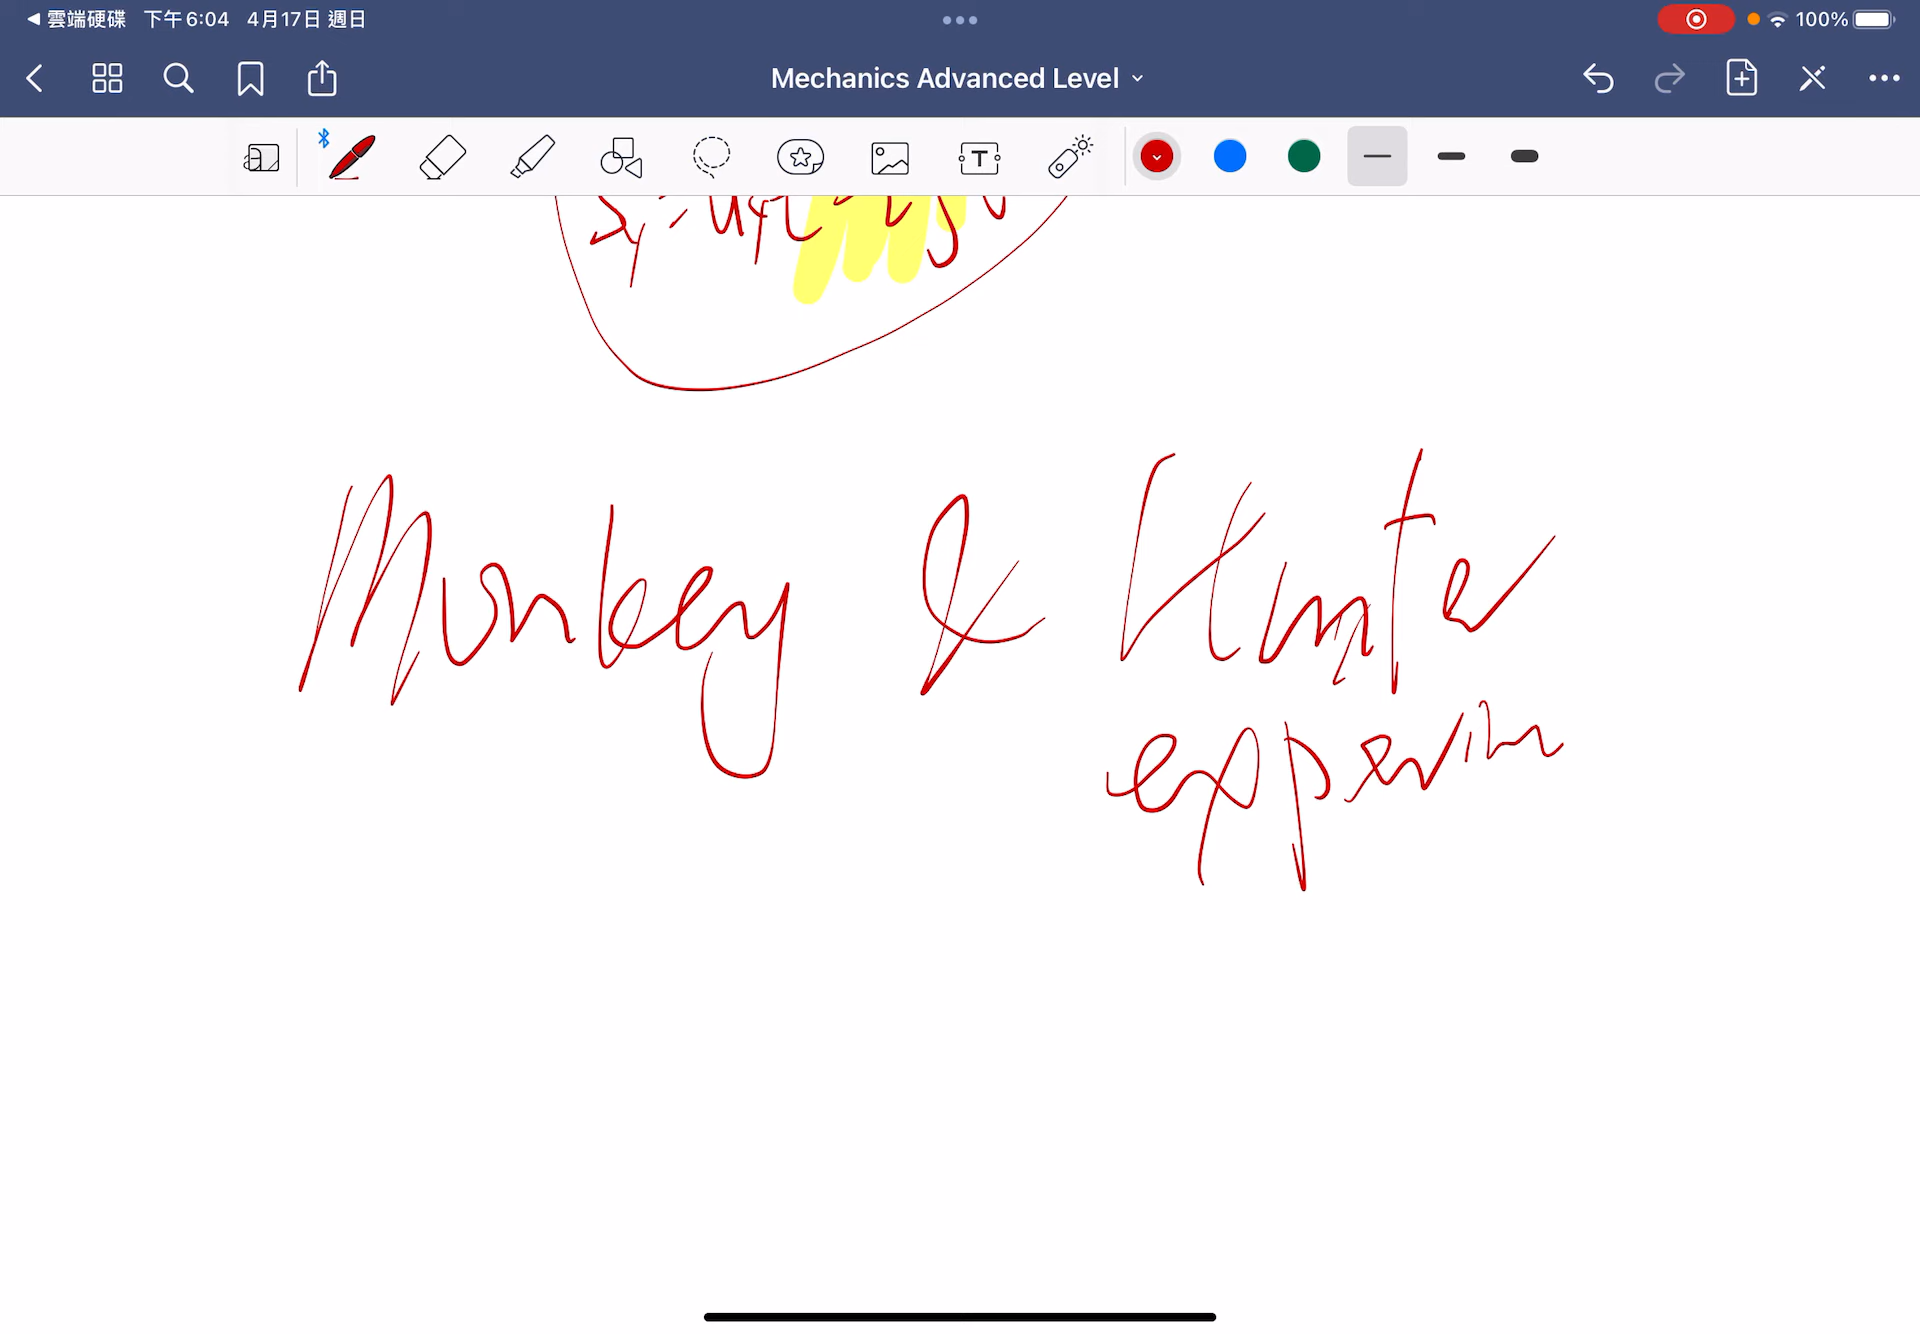 雲端硬碟 下午6:04 4月17日 週日 100%
Mechanics Advanced Level
T
Monkey & Hunter
experim